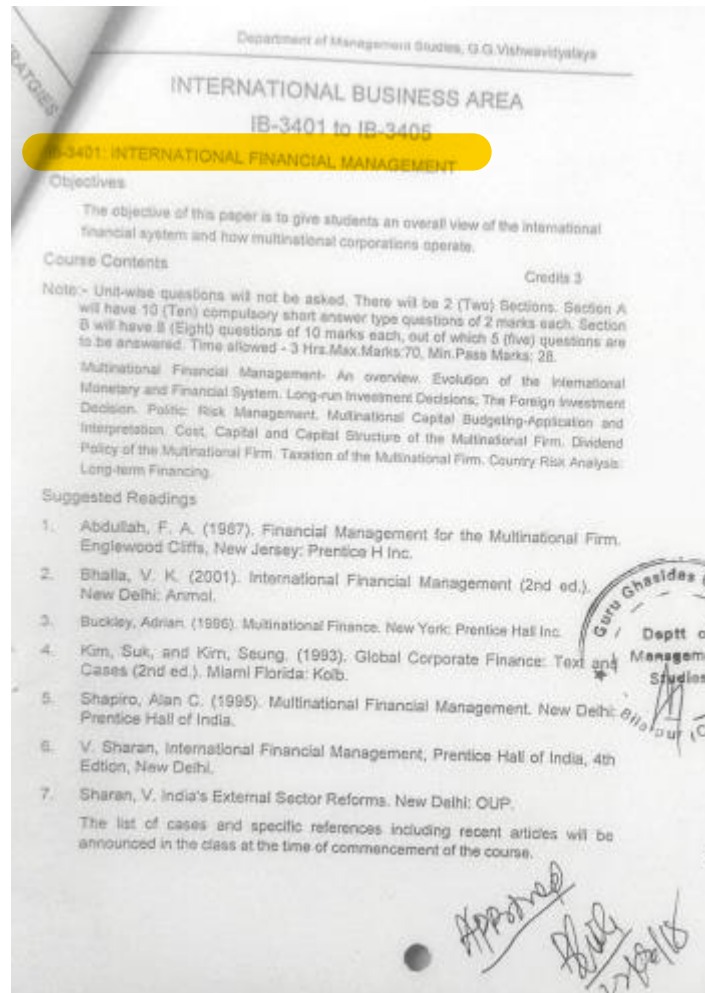 RATGIES
Department of Management Studies, G.G.Vishwavidyalaya
INTERNATIONAL BUSINESS AREA
IB-3401 to IB-3405
IB-3401: INTERNATIONAL FINANCIAL MANAGEMENT
Objectives
The objective of this paper is to give students an overall view of the international
financial system and how multinational corporations operate.
Course Contents
Credits 3
Note:- Unit-wise questions will not be asked. There will be 2 (Two) Sections. Section A
will have 10 (Ten) compulsory short answer type questions of 2 marks each. Section
B will have 8 (Eight) questions of 10 marks each, out of which 5 (five) questions are
to be answered. Time allowed - 3 Hrs.Max.Marks:70, Min.Pass Marks: 28.
Multinational Financial Management- An overview. Evolution of the International
Monetary and Financial System. Long-run Investment Decisions; The Foreign Investment
Decision. Politic: Risk Management. Multinational Capital Budgeting-Application and
Interpretation. Cost, Capital and Capital Structure of the Multinational Firm. Dividend
Policy of the Multinational Firm. Taxation of the Multinational Firm. Country Risk Analysis:
Long-term Financing.
Suggested Readings
1. Abdullah, F. A. (1987). Financial Management for the Multinational Firm.
Englewood Cliffs, New Jersey: Prentice H Inc.
2. Bhalla, V. K. (2001). International Financial Management (2nd ed.).
New Delhi: Anmol.
3. Buckley, Adrian. (1996). Multinational Finance. New York: Prentice Hall Inc.
4. Kim, Suk, and Kim, Seung. (1993). Global Corporate Finance: Text and
Cases (2nd ed.). Miami Florida: Kolb.
5. Shapiro, Alan C. (1995). Multinational Financial Management. New Delhi:
Prentice Hall of India.
6. V. Sharan, International Financial Management, Prentice Hall of India, 4th
Edtion, New Delhi.
7. Sharan, V. India's External Sector Reforms. New Delhi: OUP.
The list of cases and specific references including recent articles will be
announced in the class at the time of commencement of the course.
Guru Ghasidas
Deptt o
Managem
Studies
Bilaspur (C
Approved